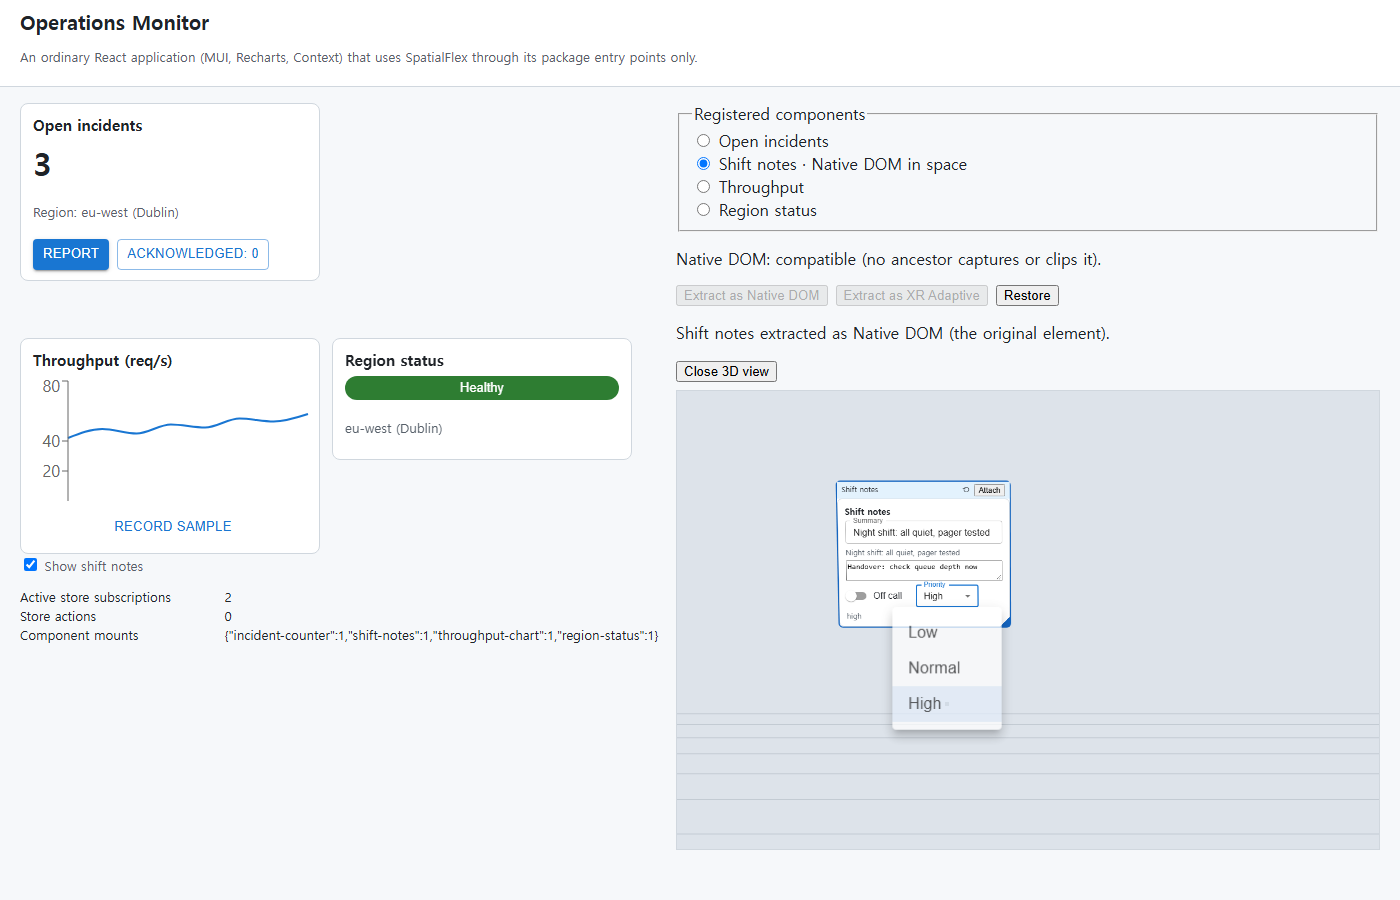 Operations Monitor
An ordinary React application (MUI, Recharts, Context) that uses SpatialFlex through its package entry points only.
Open incidents
3
Region: eu-west (Dublin)
REPORT
ACKNOWLEDGED: 0
Throughput (req/s)
80
40
20
RECORD SAMPLE
Region status
Healthy
eu-west (Dublin)
Show shift notes
Active store subscriptions 2
Store actions 0
Component mounts {"incident-counter":1,"shift-notes":1,"throughput-chart":1,"region-status":1}
Registered components
Open incidents
Shift notes · Native DOM in space
Throughput
Region status
Native DOM: compatible (no ancestor captures or clips it).
Extract as Native DOM
Extract as XR Adaptive
Restore
Shift notes extracted as Native DOM (the original element).
Close 3D view
Shift notes
Attach
Shift notes
Summary
Night shift: all quiet, pager tested
Night shift: all quiet, pager tested
Handover: check queue depth now
Off call
Priority
High
high
Low
Normal
High